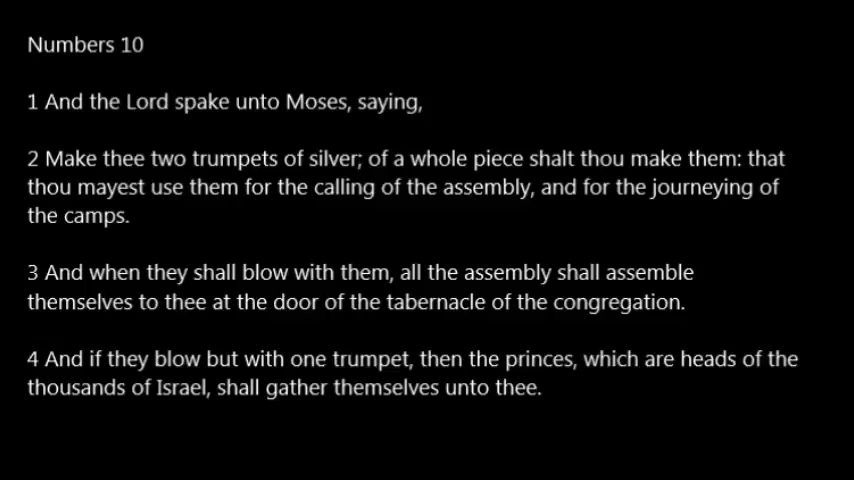 Numbers 10
1 And the Lord spake unto Moses, saying,
2 Make thee two trumpets of silver; of a whole piece shalt thou make them: that
thou mayest use them for the calling of the assembly, and for the journeying of
the camps.
3 And when they shall blow with them, all the assembly shall assemble
themselves to thee at the door of the tabernacle of the congregation.
4 And if they blow but with one trumpet, then the princes, which are heads of the
thousands of Israel, shall gather themselves unto thee.